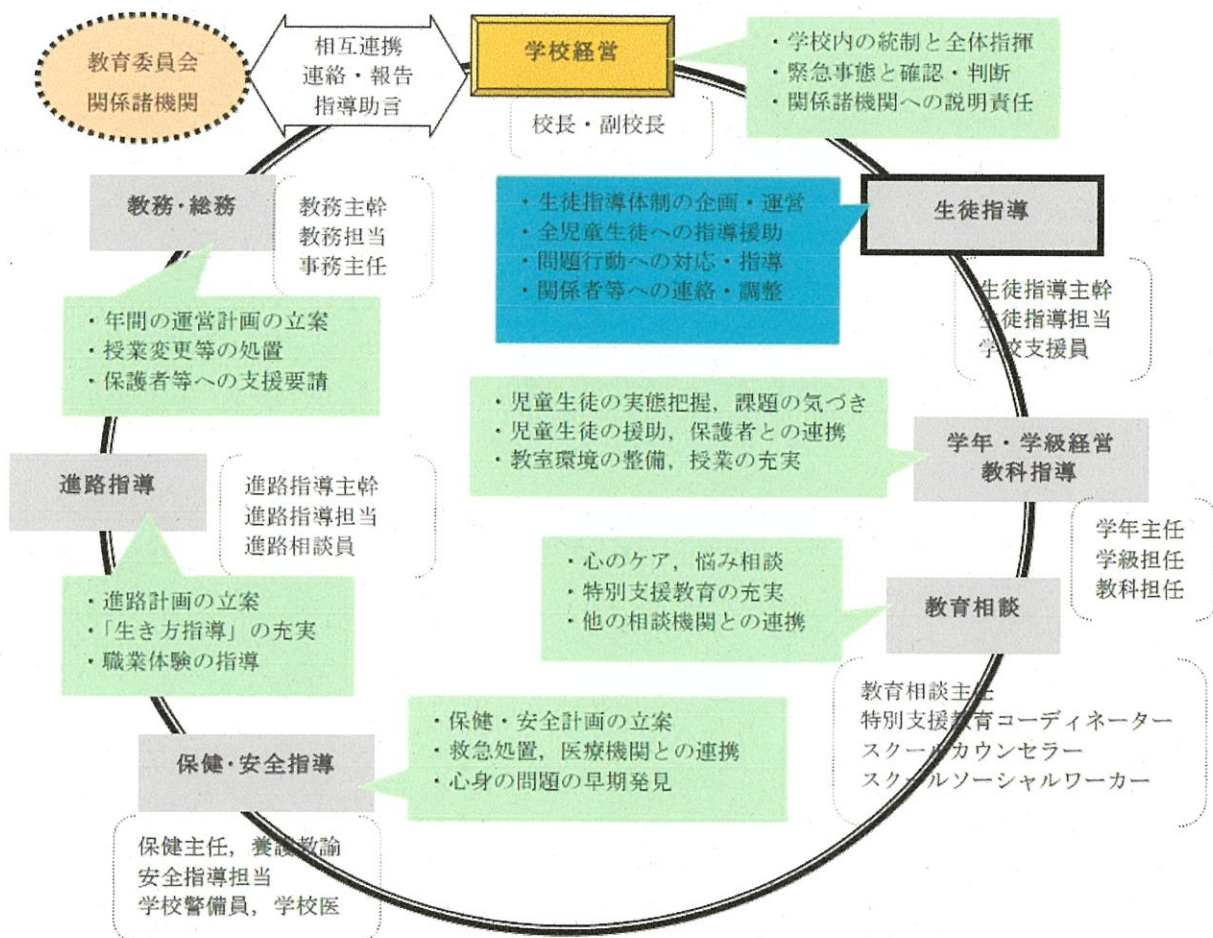 教育委員会
関係諸機関
相互連携
連絡・報告
指導助言
学校経営
校長・副校長
・学校内の統制と全体指揮
・緊急事態と確認・判断
・関係諸機関への説明責任
教務・総務
教務主幹
教務担当
事務主任
・年間の運営計画の立案
・授業変更等の処置
・保護者等への支援要請
・生徒指導体制の企画・運営
・全児童生徒への指導援助
・問題行動への対応・指導
・関係者等への連絡・調整
生徒指導
生徒指導主幹
生徒指導担当
学校支援員
・児童生徒の実態把握，課題の気づき
・児童生徒の援助，保護者との連携
・教室環境の整備，授業の充実
学年・学級経営
教科指導
学年主任
学級担任
教科担任
進路指導
進路指導主幹
進路指導担当
進路相談員
・進路計画の立案
・「生き方指導」の充実
・職業体験の指導
・心のケア，悩み相談
・特別支援教育の充実
・他の相談機関との連携
教育相談
教育相談主任
特別支援教育コーディネーター
スクールカウンセラー
スクールソーシャルワーカー
保健・安全指導
・保健・安全計画の立案
・救急処置，医療機関との連携
・心身の問題の早期発見
保健主任，養護教諭
安全指導担当
学校警備員，学校医